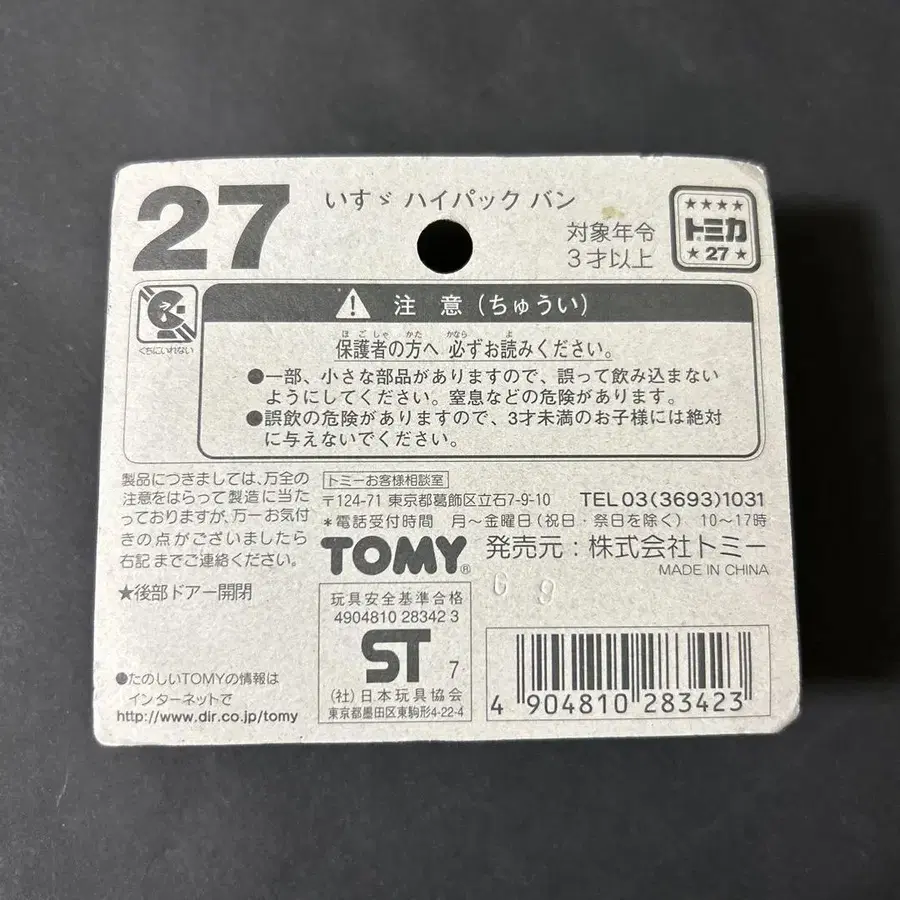 27
いすゞ ハイパック バン
対象年令
3才以上
トミカ
27
くちにいれない
注 意(ちゅうい)
ほごしゃ かた かなら よ
保護者の方へ 必ずお読みください。
●一部、小さな部品がありますので、誤って飲み込まない
ようにしてください。窒息などの危険があります。
●誤飲の危険がありますので、3才未満のお子様には絶対
に与えないでください。
製品につきましては、万全の
注意をはらって製造に当た
っておりますが、万一お気付
きの点がございましたら
右記までご連絡ください。
★後部ドアー開閉
トミーお客様相談室
〒124-71 東京都葛飾区立石7-9-10 TEL 03(3693)1031
*電話受付時間 月~金曜日(祝日・祭日を除く) 10~17時
TOMY® 発売元:株式会社トミー
MADE IN CHINA
G 9
玩具安全基準合格
4904810 28342 3
ST 7
(社)日本玩具協会
東京都墨田区東駒形4-22-4
●たのしいTOMYの情報は
インターネットで
http://www.dir.co.jp/tomy
4 904810 283423